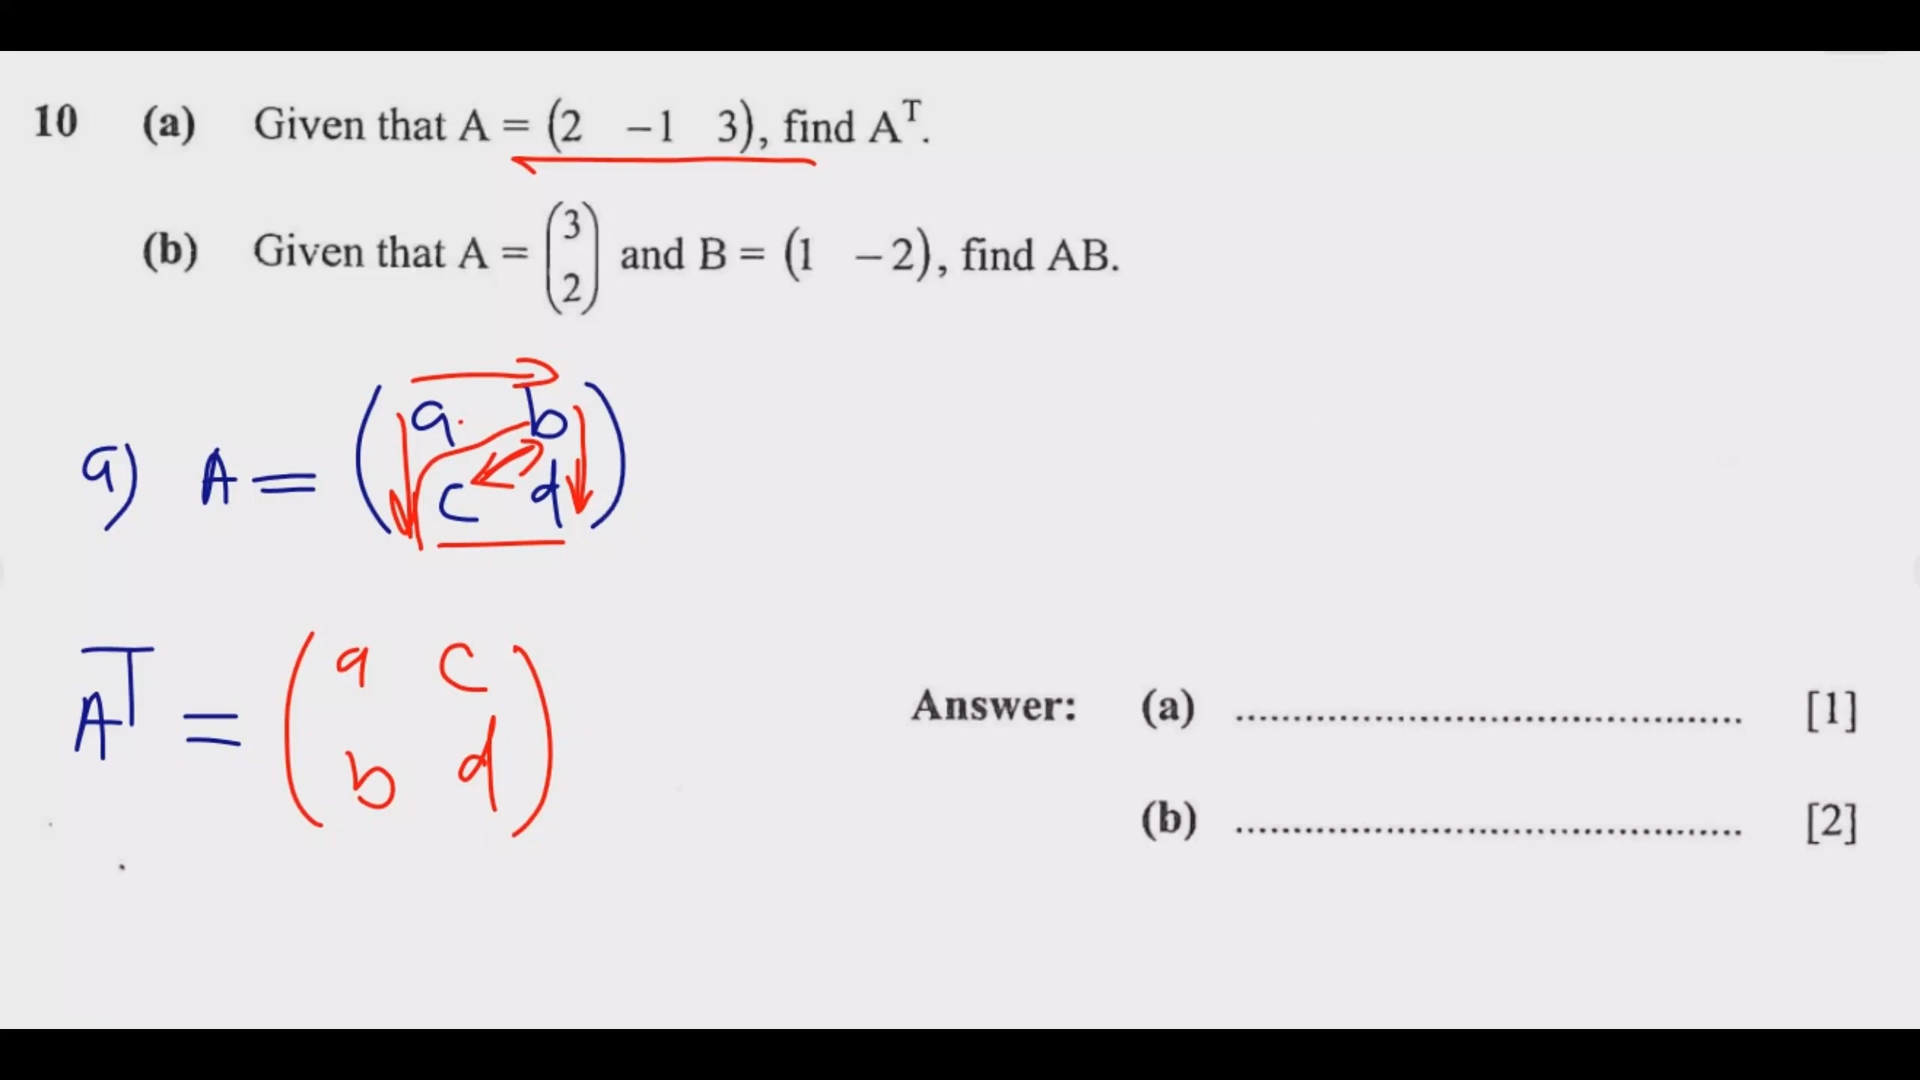 10 (a) Given that A = (2 −1 3), find Aᵀ.
(b) Given that A = (3 2) and B = (1 −2), find AB.
a) A = (a b
c d)
Aᵀ = (a c
b d)
Answer: (a) .......................................... [1]
(b) .......................................... [2]